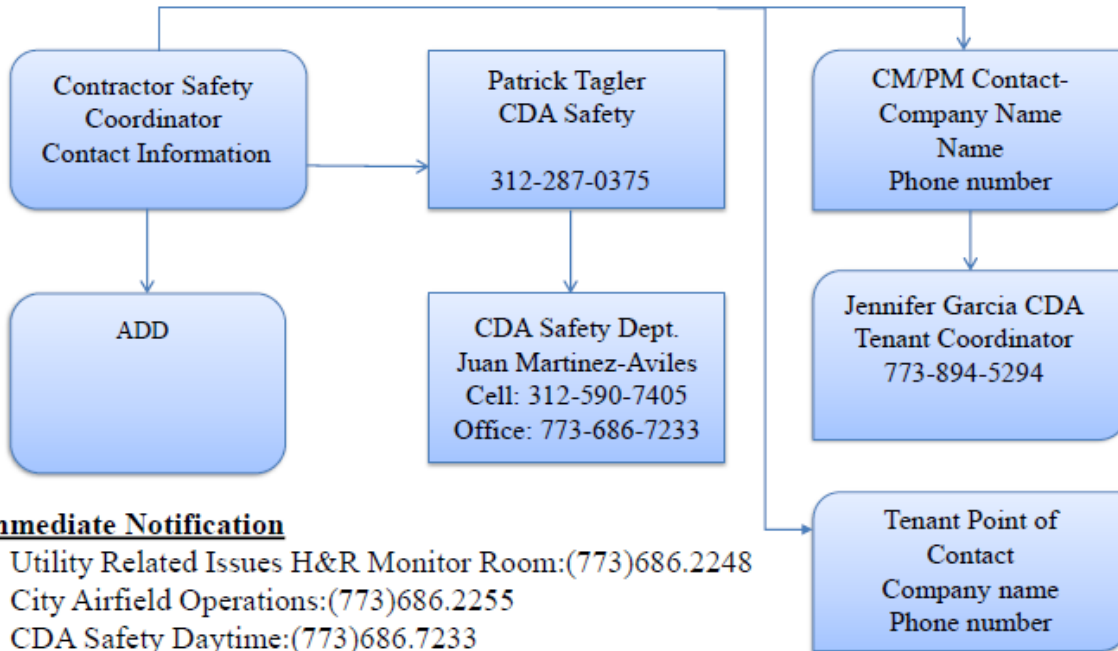 Contractor Safety
Coordinator
Contact Information
Patrick Tagler
CDA Safety
312-287-0375
CM/PM Contact-
Company Name
Name
Phone number
ADD
CDA Safety Dept.
Juan Martinez-Aviles
Cell: 312-590-7405
Office: 773-686-7233
Jennifer Garcia CDA
Tenant Coordinator
773-894-5294
Tenant Point of
Contact
Company name
Phone number
mmediate Notification
Utility Related Issues H&R Monitor Room:(773)686.2248
City Airfield Operations:(773)686.2255
CDA Safety Daytime:(773)686.7233